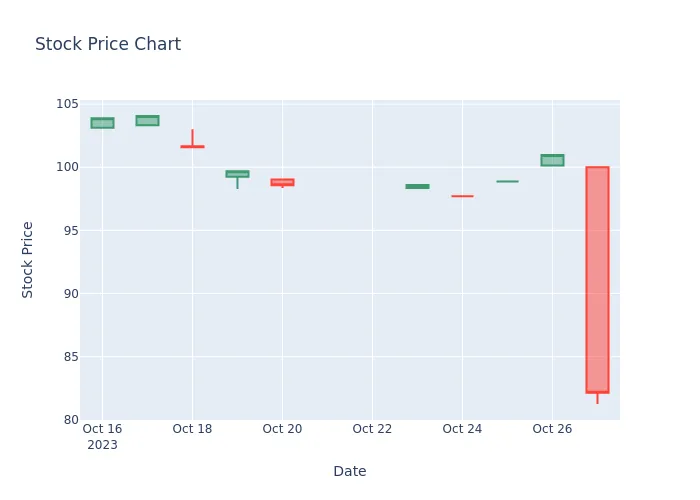 Stock Price Chart
105
100
95
90
85
80
Stock Price
Oct 16
2023
Oct 18
Oct 20
Oct 22
Oct 24
Oct 26
Date